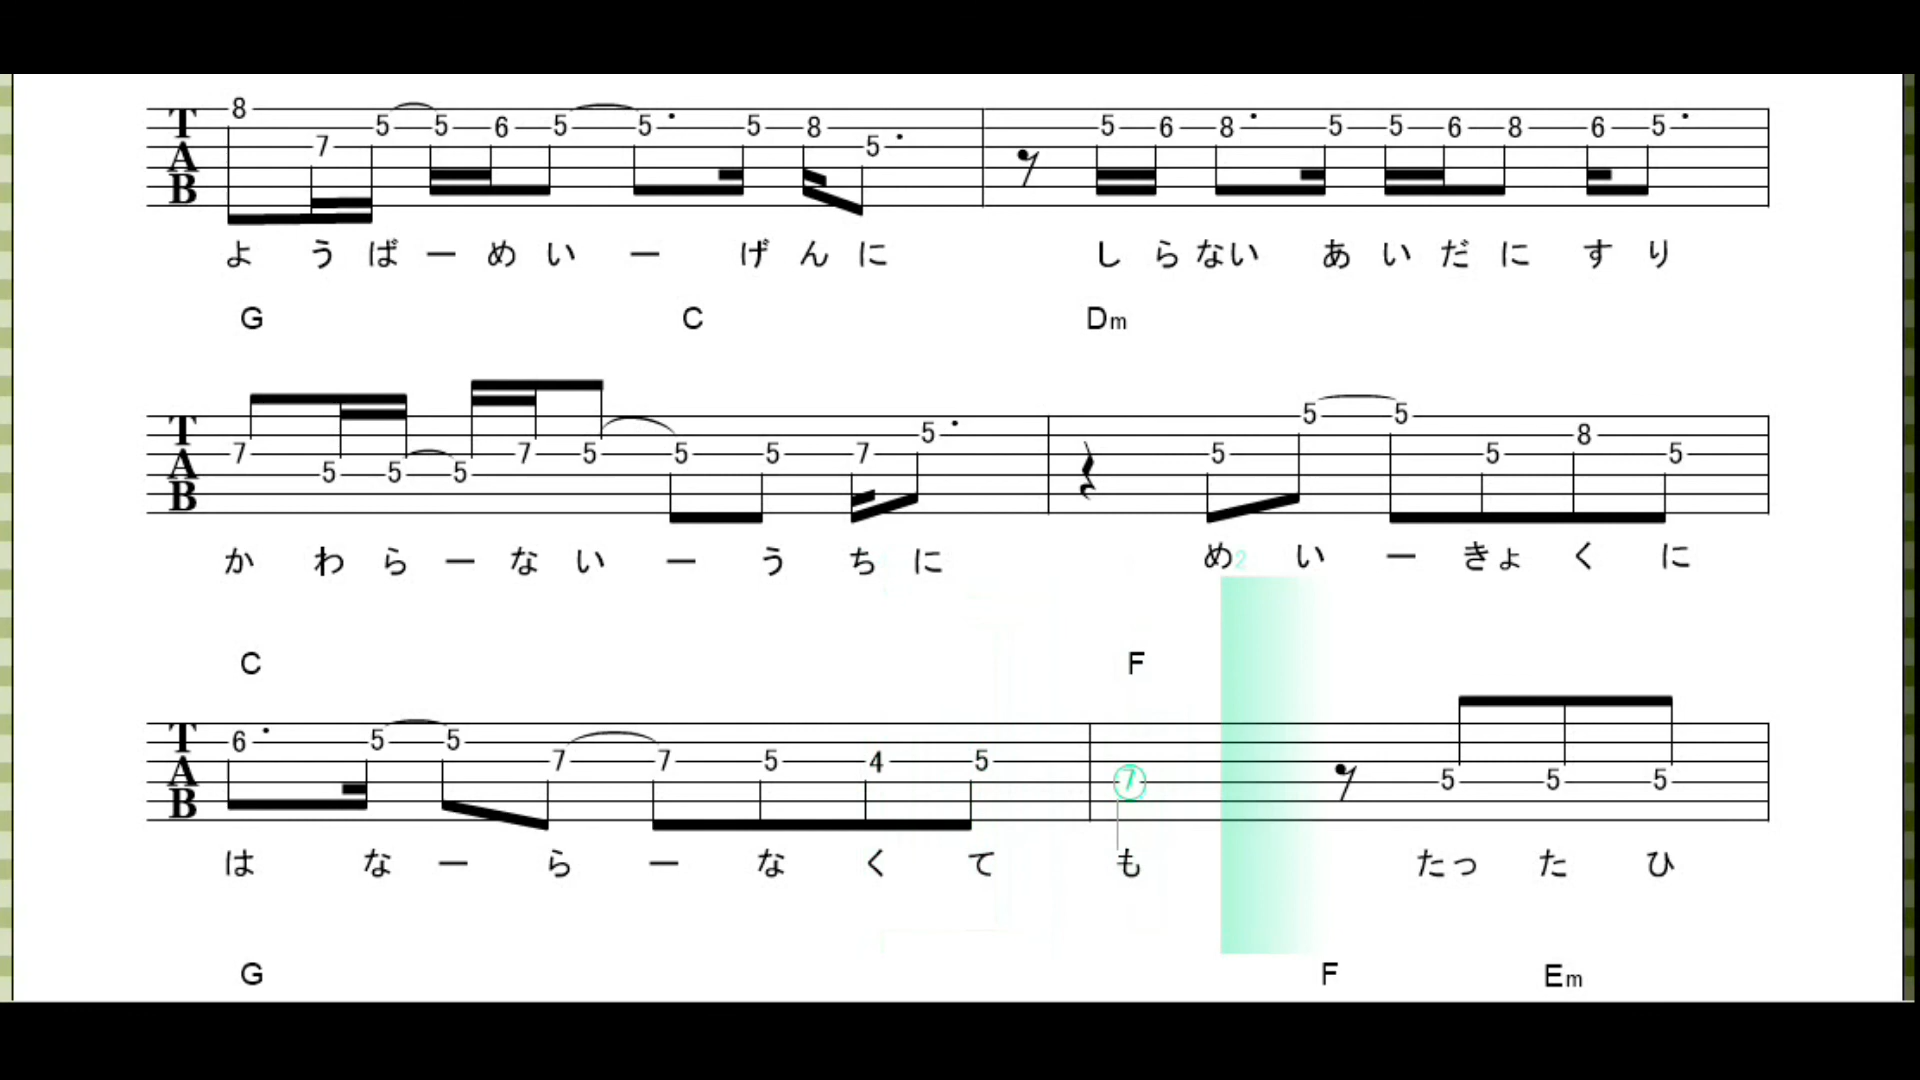 T A B 8 7 5 5 6 5 5 5 8 5 5 6 8 5 5 6 8 6 5
よ う ば ー め い ー げ ん に し ら ない あ い だ に す り
G C Dm
T A B 7 5 5 5 7 5 5 5 7 5 5 5 5 5 8 5
か わ ら ー な い ー う ち に め 2 い ー きょ く に
C F
T A B 6 5 5 7 7 5 4 5 7 5 5 5
は な ー ら ー な く て も たっ た ひ
G F Em